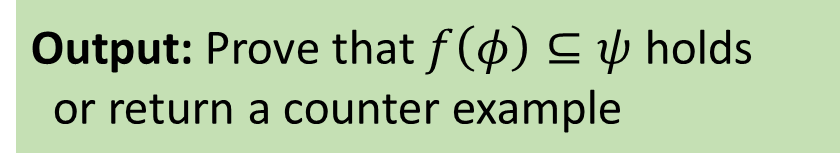 Output: Prove that f(ϕ) ⊆ ψ holds
or return a counter example